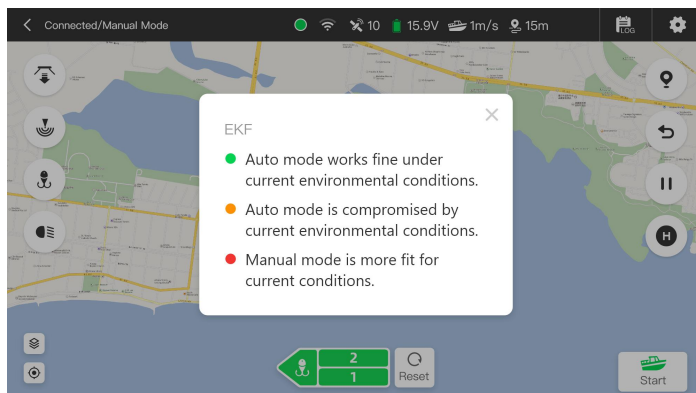 Connected/Manual Mode
10
15.9V
1m/s
15m
LOG
EKF
Auto mode works fine under
current environmental conditions.
Auto mode is compromised by
current environmental conditions.
Manual mode is more fit for
current conditions.
H
2
1
Reset
Start